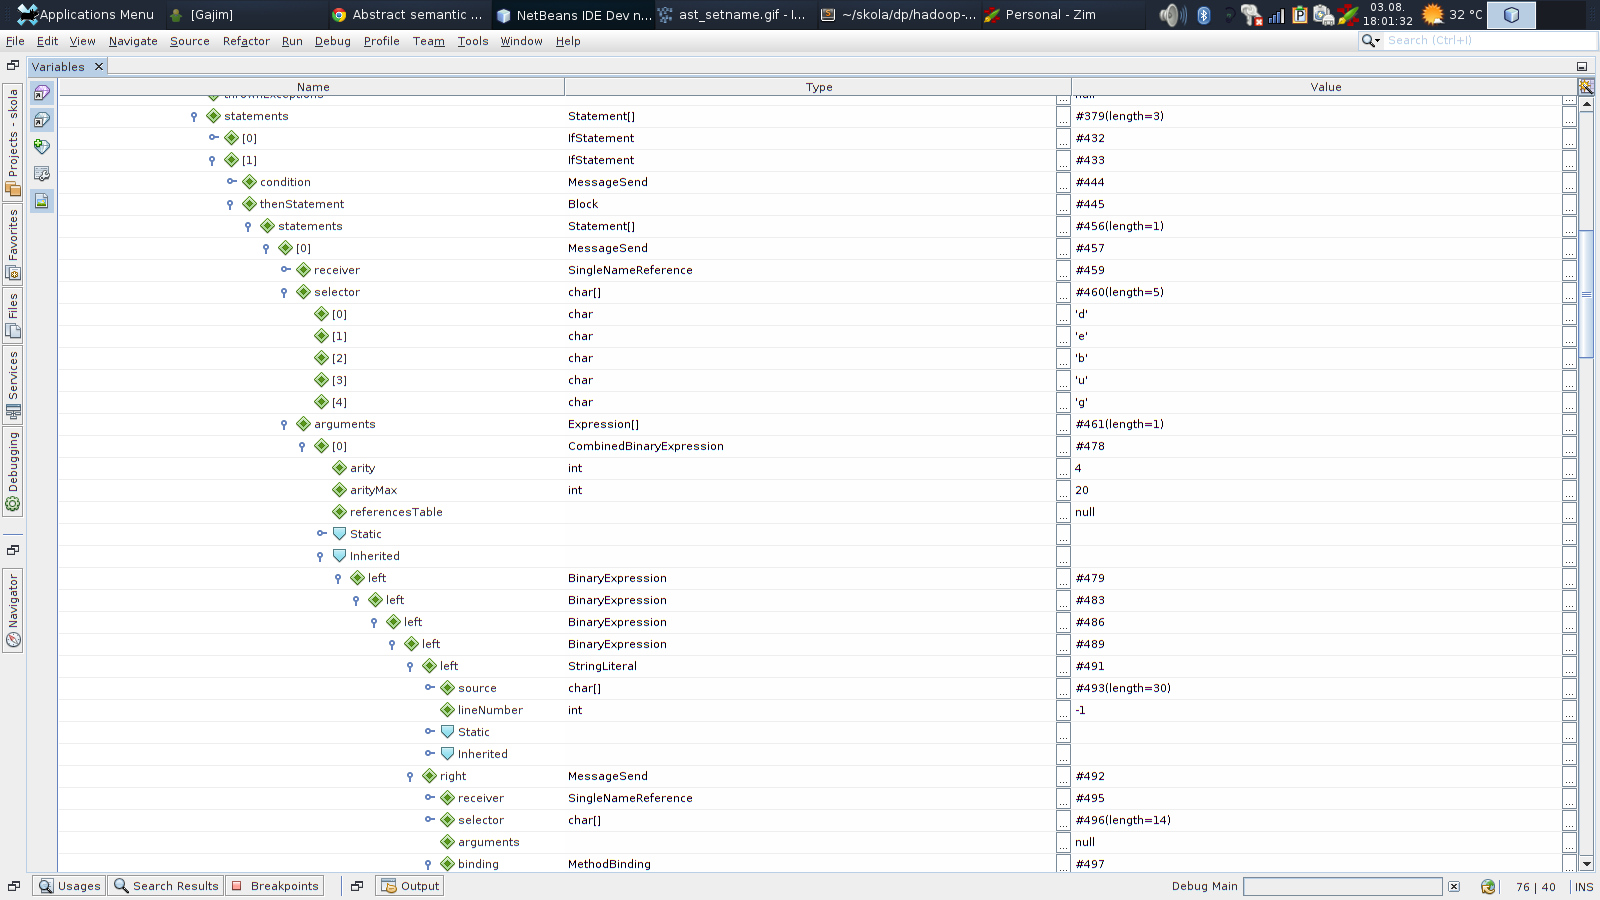 Applications Menu [Gajim] Abstract semantic ... NetBeans IDE Dev n... ast_setname.gif - I... ~/skola/dp/hadoop-... Personal - Zim 03.08. 18:01:32 32 °C
File Edit View Navigate Source Refactor Run Debug Profile Team Tools Window Help Search (Ctrl+I)
Variables
Name Type Value
thrownExceptions null
statements Statement[] #379(length=3)
[0] IfStatement #432
[1] IfStatement #433
condition MessageSend #444
thenStatement Block #445
statements Statement[] #456(length=1)
[0] MessageSend #457
receiver SingleNameReference #459
selector char[] #460(length=5)
[0] char 'd'
[1] char 'e'
[2] char 'b'
[3] char 'u'
[4] char 'g'
arguments Expression[] #461(length=1)
[0] CombinedBinaryExpression #478
arity int 4
arityMax int 20
referencesTable null
Static
Inherited
left BinaryExpression #479
left BinaryExpression #483
left BinaryExpression #486
left BinaryExpression #489
left StringLiteral #491
source char[] #493(length=30)
lineNumber int -1
Static
Inherited
right MessageSend #492
receiver SingleNameReference #495
selector char[] #496(length=14)
arguments null
binding MethodBinding #497
Projects - skola
Favorites
Files
Services
Debugging
Navigator
Usages Search Results Breakpoints Output Debug Main 76 | 40 INS